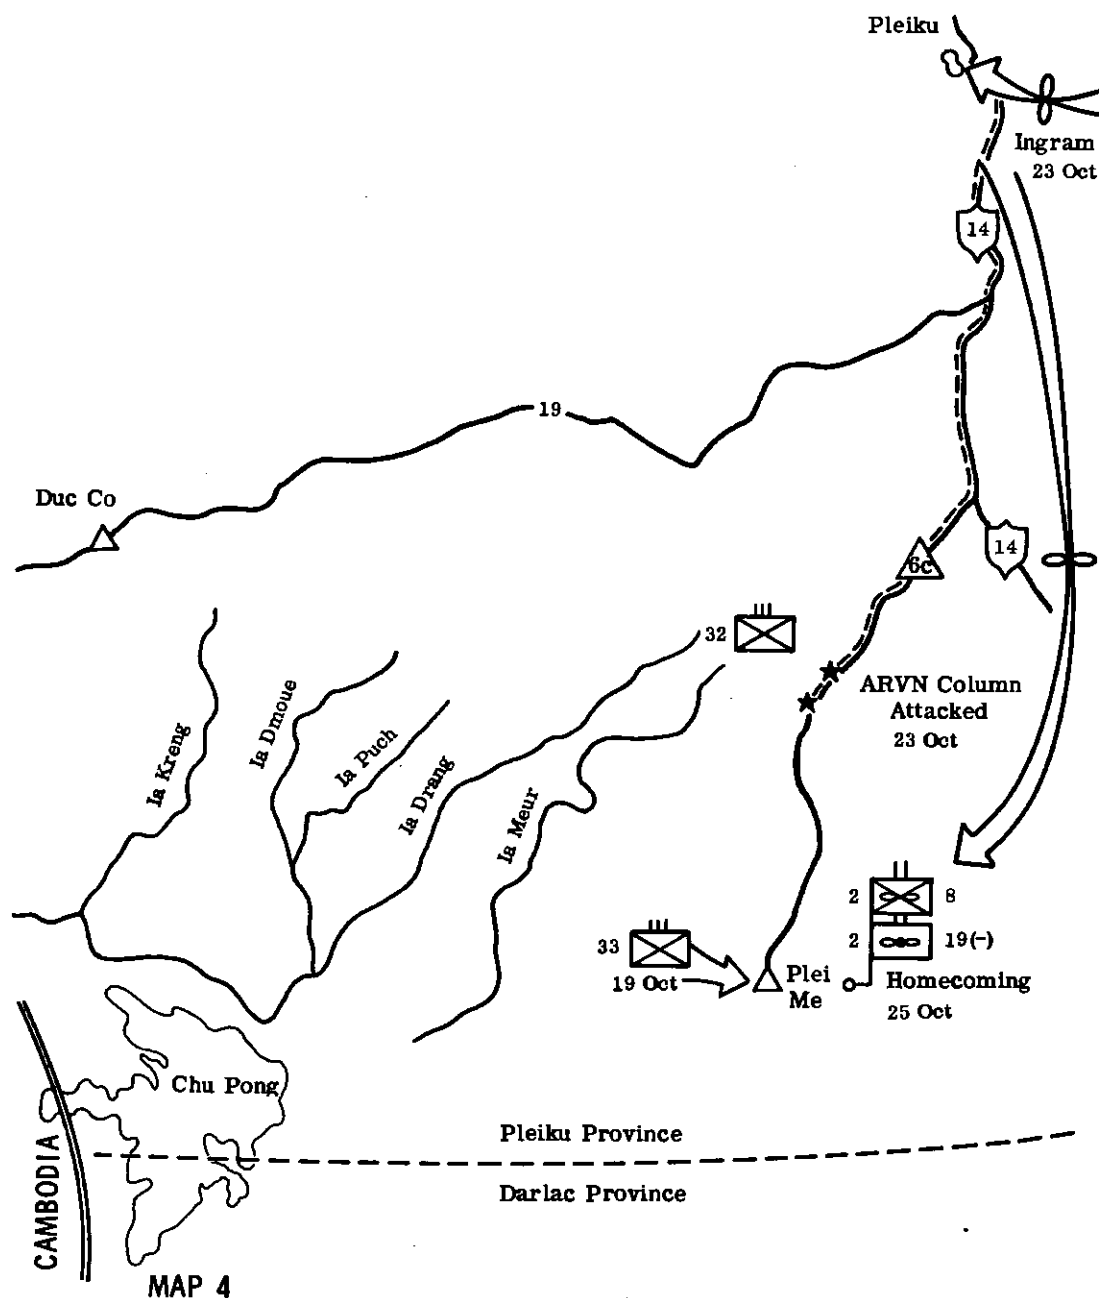 Pleiku
Ingram
23 Oct
14
19
Duc Co
14
6c
32
ARVN Column
Attacked
23 Oct
Ia Kreng
Ia Dmoue
Ia Puch
Ia Drang
Ia Meur
2 8
2 19(-)
33
19 Oct
Plei
Me
Homecoming
25 Oct
Chu Pong
Pleiku Province
Darlac Province
CAMBODIA
MAP 4